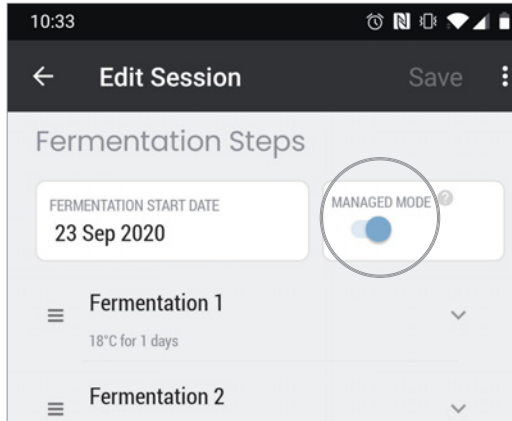 10:33
Edit Session
Save
Fermentation Steps
FERMENTATION START DATE
23 Sep 2020
MANAGED MODE ?
Fermentation 1
18°C for 1 days
Fermentation 2